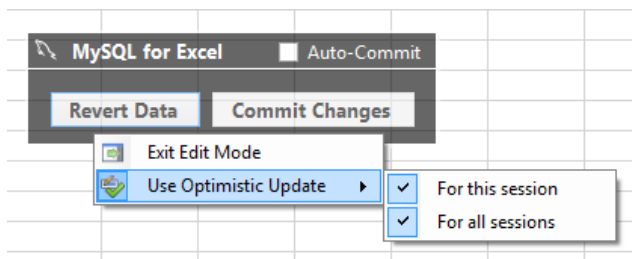 MySQL for Excel Auto-Commit
Revert Data Commit Changes
Exit Edit Mode
Use Optimistic Update
For this session
For all sessions